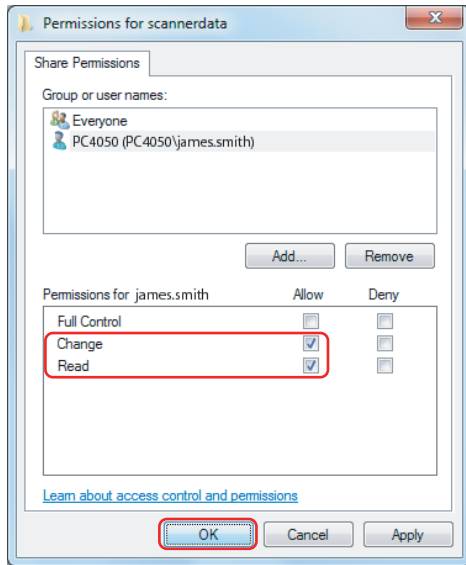 Permissions for scannerdata
Share Permissions
Group or user names:
Everyone
PC4050 (PC4050\james.smith)
Add... Remove
Permissions for james.smith Allow Deny
Full Control
Change
Read
Learn about access control and permissions
OK Cancel Apply